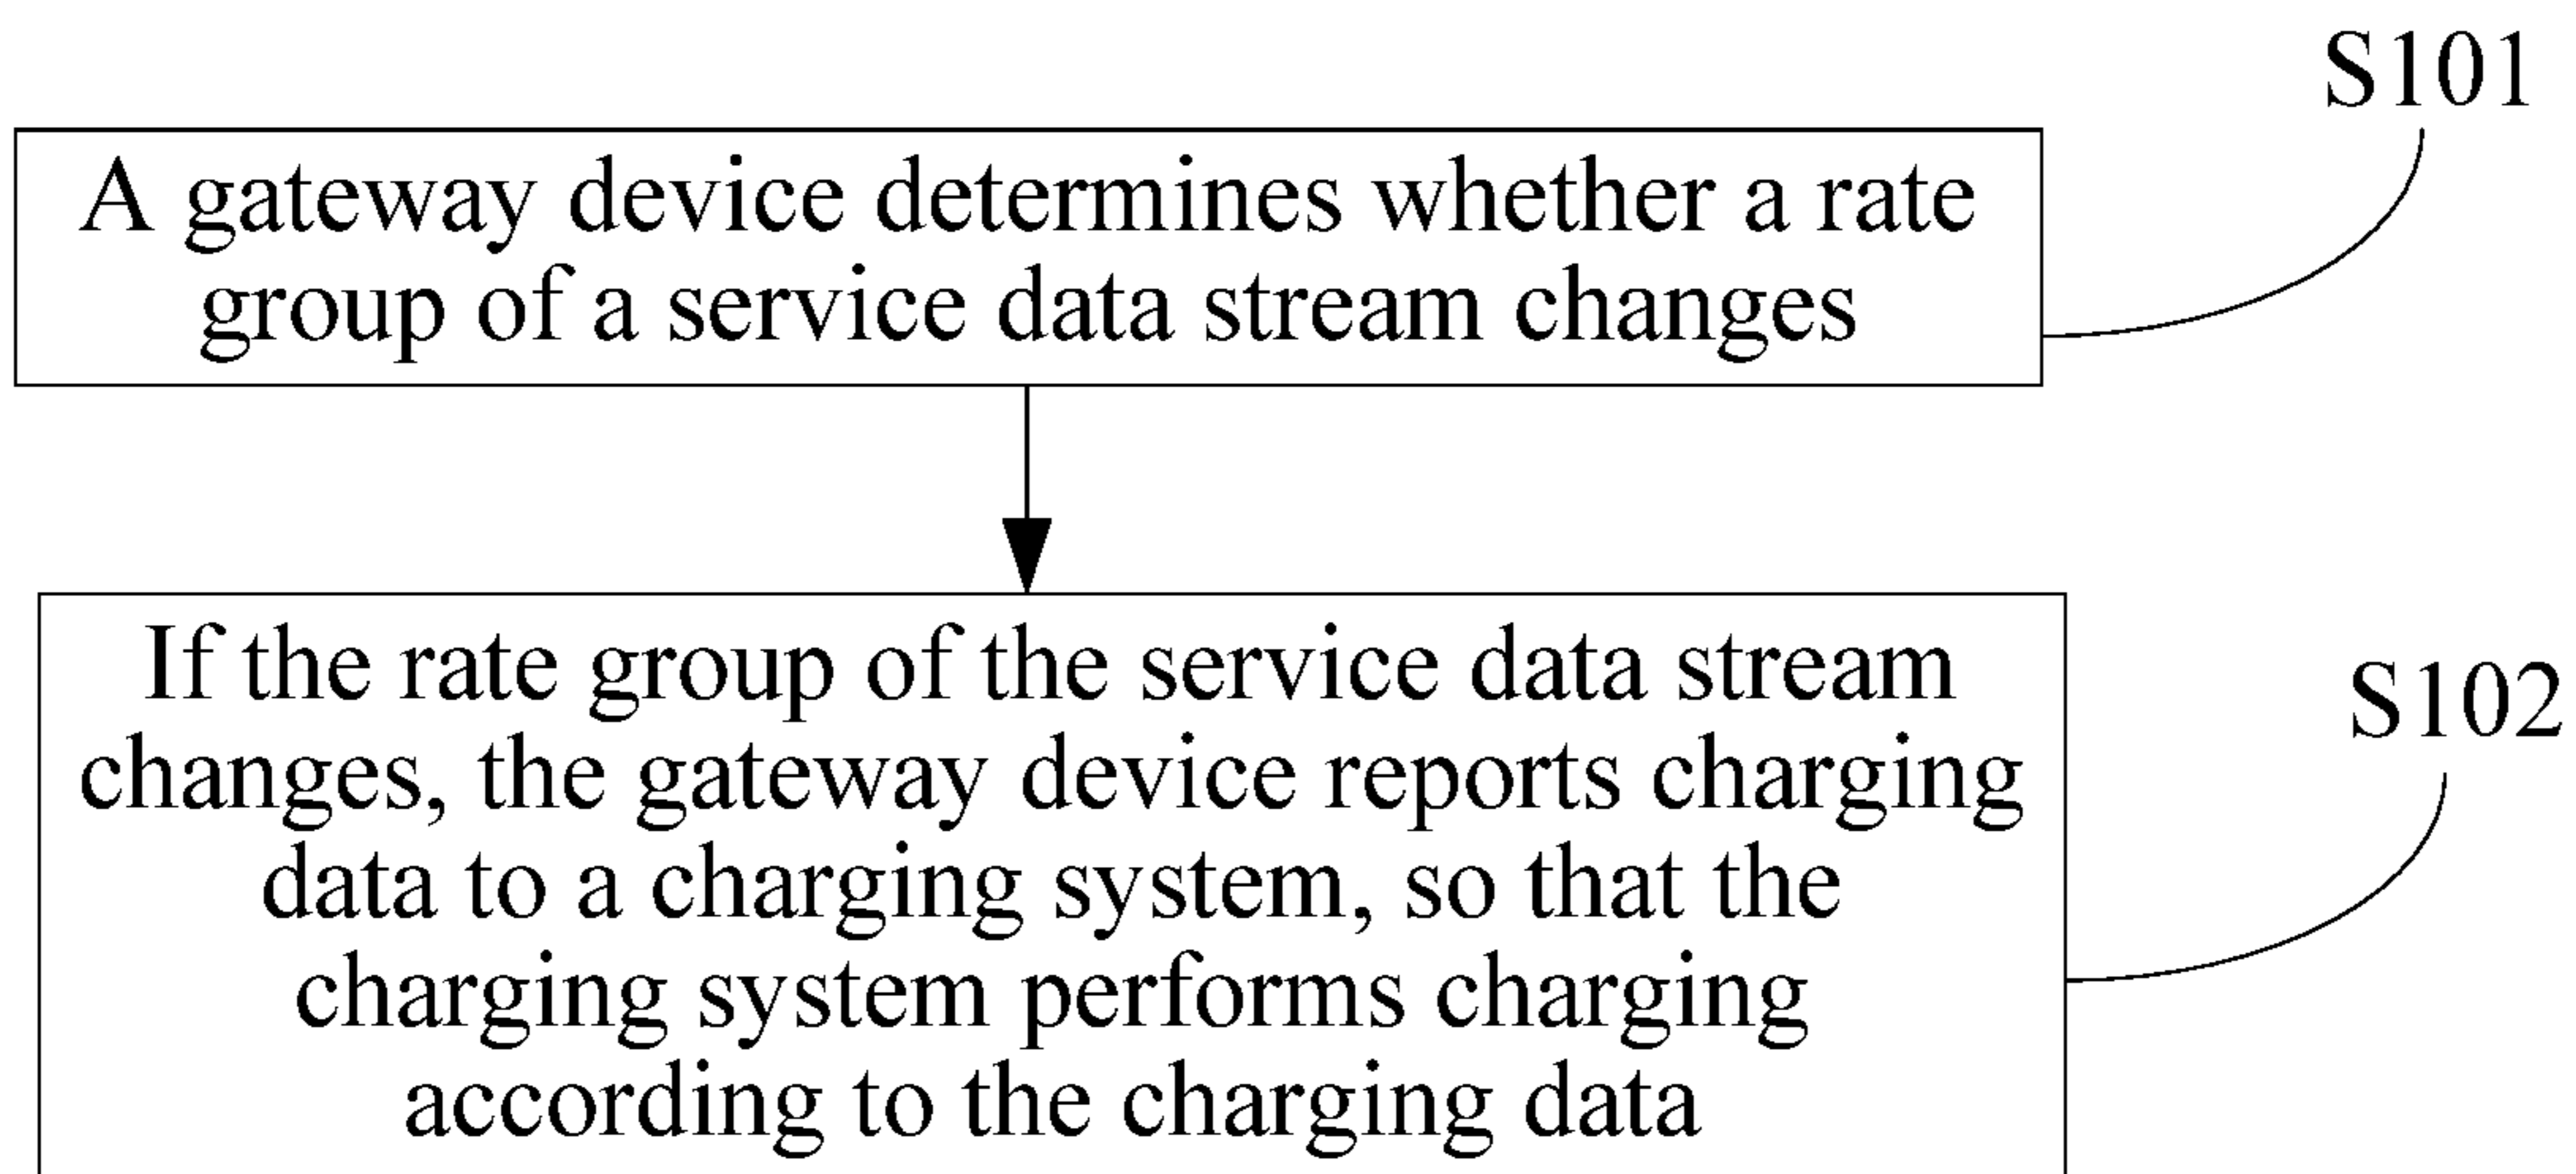 S101
A gateway device determines whether a rate
group of a service data stream changes
If the rate group of the service data stream
changes, the gateway device reports charging
data to a charging system, so that the
charging system performs charging
according to the charging data
S102